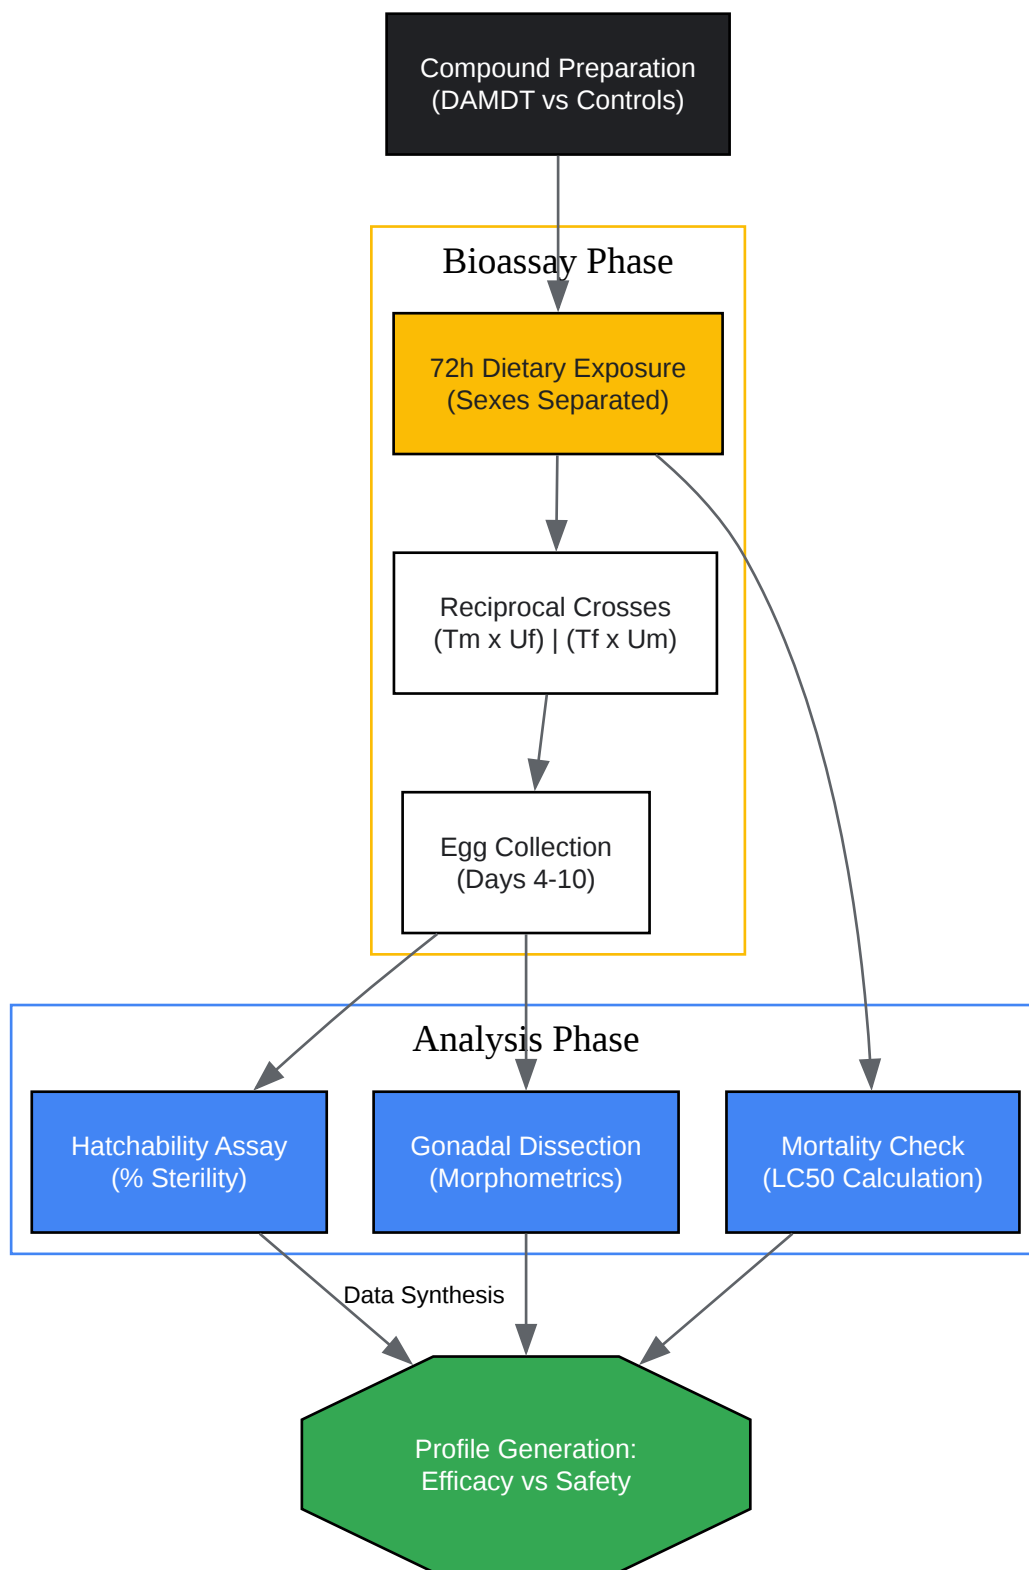 Compound Preparation
(DAMDT vs Controls)
Bioassay Phase
72h Dietary Exposure
(Sexes Separated)
Reciprocal Crosses
(Tm x Uf) | (Tf x Um)
Egg Collection
(Days 4-10)
Analysis Phase
Hatchability Assay
(% Sterility)
Gonadal Dissection
(Morphometrics)
Mortality Check
(LC50 Calculation)
Data Synthesis
Profile Generation:
Efficacy vs Safety